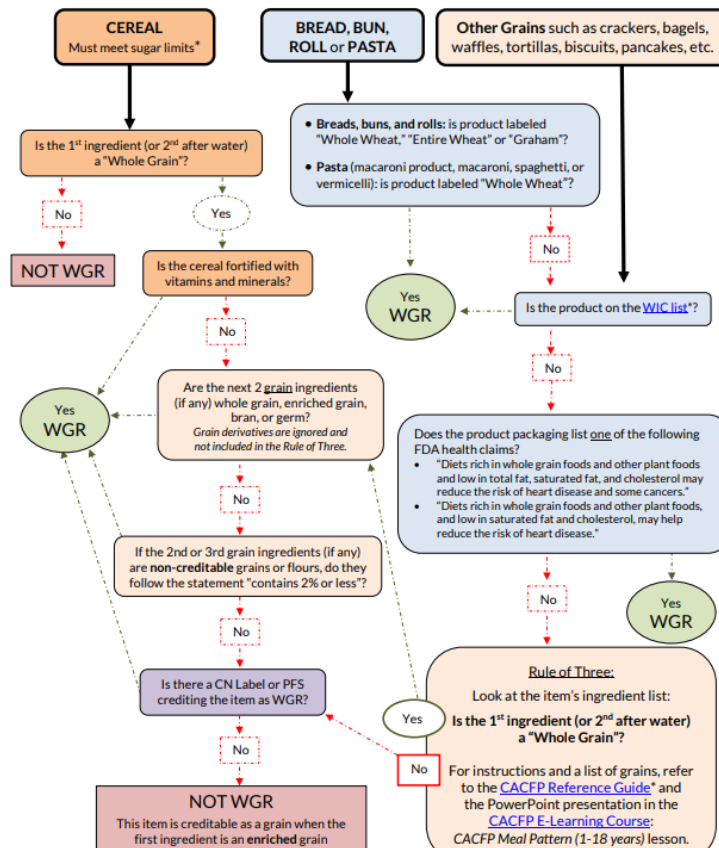 CEREAL
Must meet sugar limits*
BREAD, BUN,
ROLL or PASTA
Other Grains such as crackers, bagels,
waffles, tortillas, biscuits, pancakes, etc.
Is the 1st ingredient (or 2nd after water)
a “Whole Grain”?
• Breads, buns, and rolls: is product labeled
“Whole Wheat,” “Entire Wheat” or “Graham”?
• Pasta (macaroni product, macaroni, spaghetti, or
vermicelli): is product labeled “Whole Wheat”?
No
Yes
No
NOT WGR
Is the cereal fortified with
vitamins and minerals?
Yes
WGR
Is the product on the WIC list*?
No
No
Are the next 2 grain ingredients
(if any) whole grain, enriched grain,
bran, or germ?
Grain derivatives are ignored and
not included in the Rule of Three.
Yes
WGR
Does the product packaging list one of the following
FDA health claims?
• “Diets rich in whole grain foods and other plant foods
and low in total fat, saturated fat, and cholesterol may
reduce the risk of heart disease and some cancers.”
• “Diets rich in whole grain foods and other plant foods,
and low in saturated fat and cholesterol, may help
reduce the risk of heart disease.”
No
If the 2nd or 3rd grain ingredients (if any)
are non-creditable grains or flours, do they
follow the statement “contains 2% or less”?
No
Yes
WGR
No
Is there a CN Label or PFS
crediting the item as WGR?
Rule of Three:
Look at the item’s ingredient list:
Is the 1st ingredient (or 2nd after water)
a “Whole Grain”?
For instructions and a list of grains, refer
to the CACFP Reference Guide* and
the PowerPoint presentation in the
CACFP E-Learning Course:
CACFP Meal Pattern (1-18 years) lesson.
Yes
No
No
NOT WGR
This item is creditable as a grain when the
first ingredient is an enriched grain